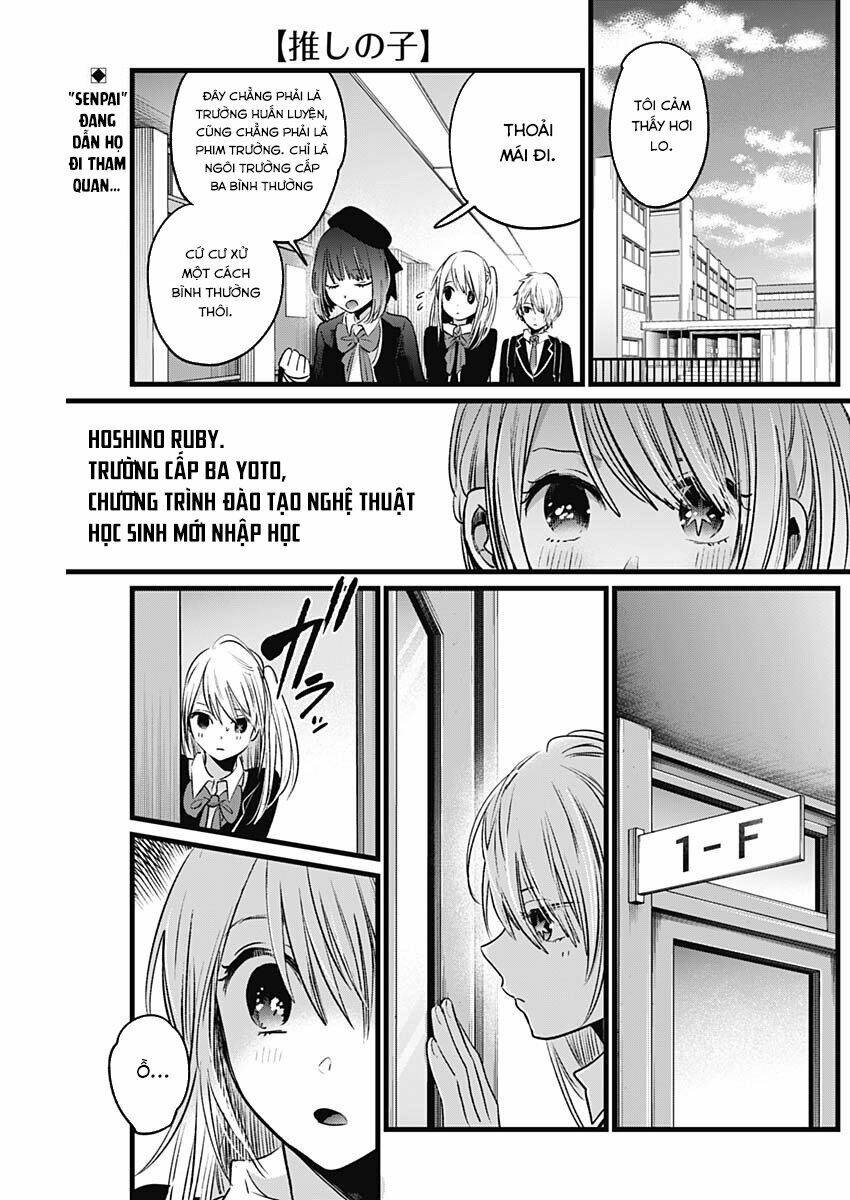 【推しの子】
TÔI CẢM
THẤY HƠI
LO.
THOẢI
MÁI ĐI.
ĐÂY CHẲNG PHẢI LÀ
TRƯỜNG HUẤN LUYỆN,
CŨNG CHẲNG PHẢI LÀ
PHIM TRƯỜNG. CHỈ LÀ
NGÔI TRƯỜNG CẤP
BA BÌNH THƯỜNG
CỨ CƯ XỬ
MỘT CÁCH
BÌNH THƯỜNG
THÔI.
"SENPAI"
ĐANG
DẪN HỌ
ĐI THAM
QUAN...
HOSHINO RUBY.
TRƯỜNG CẤP BA YOTO,
CHƯƠNG TRÌNH ĐÀO TẠO NGHỆ THUẬT
HỌC SINH MỚI NHẬP HỌC
1-F
ガラッ
Ồ...